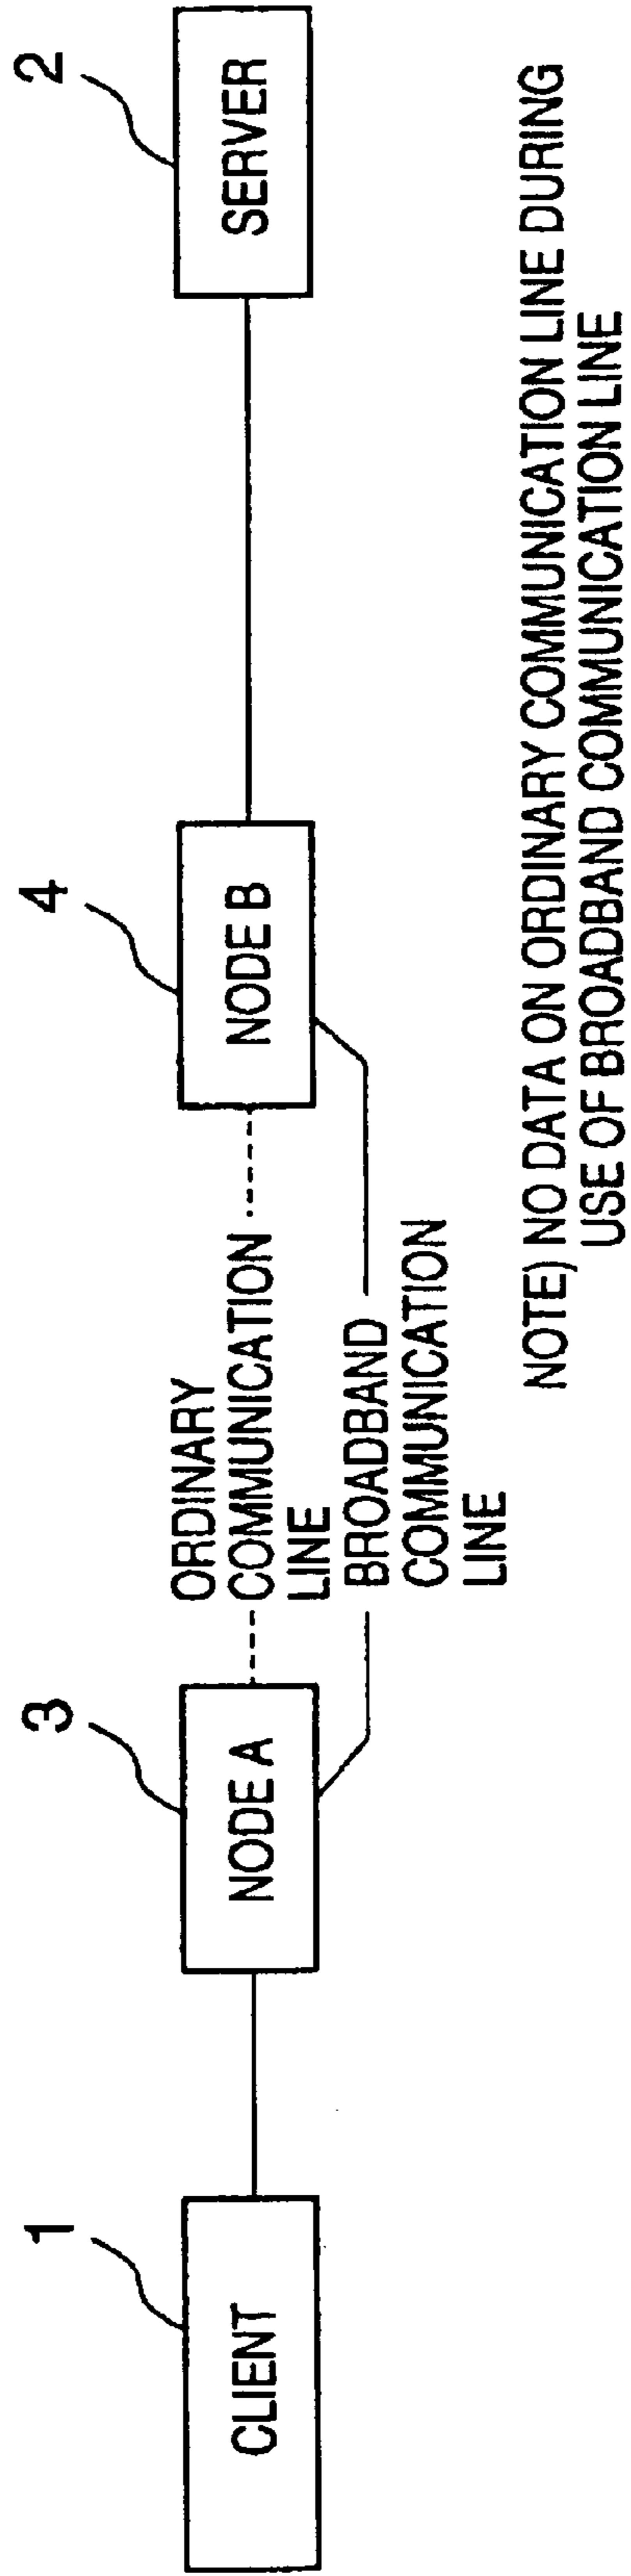 1
CLIENT
3
NODE A
ORDINARY
COMMUNICATION
LINE
BROADBAND
COMMUNICATION
LINE
4
NODE B
2
SERVER
NOTE) NO DATA ON ORDINARY COMMUNICATION LINE DURING
USE OF BROADBAND COMMUNICATION LINE